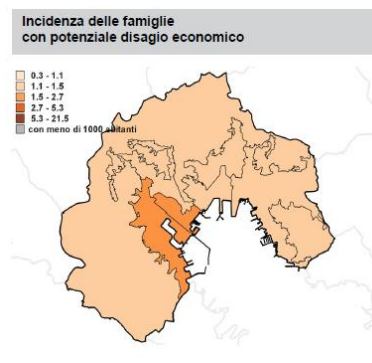 Incidenza delle famiglie
con potenziale disagio economico
0.3 - 1.1
1.1 - 1.5
1.5 - 2.7
2.7 - 5.3
5.3 - 21.5
con meno di 1000 abitanti